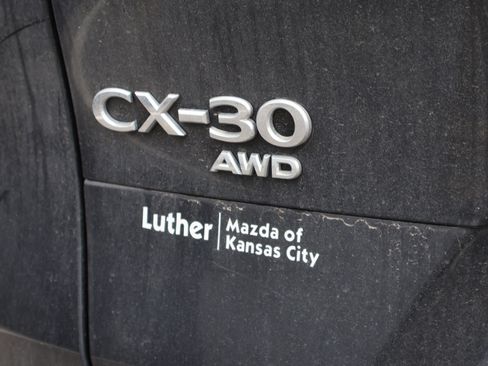 CX-30
AWD
Luther
Mazda of
Kansas City